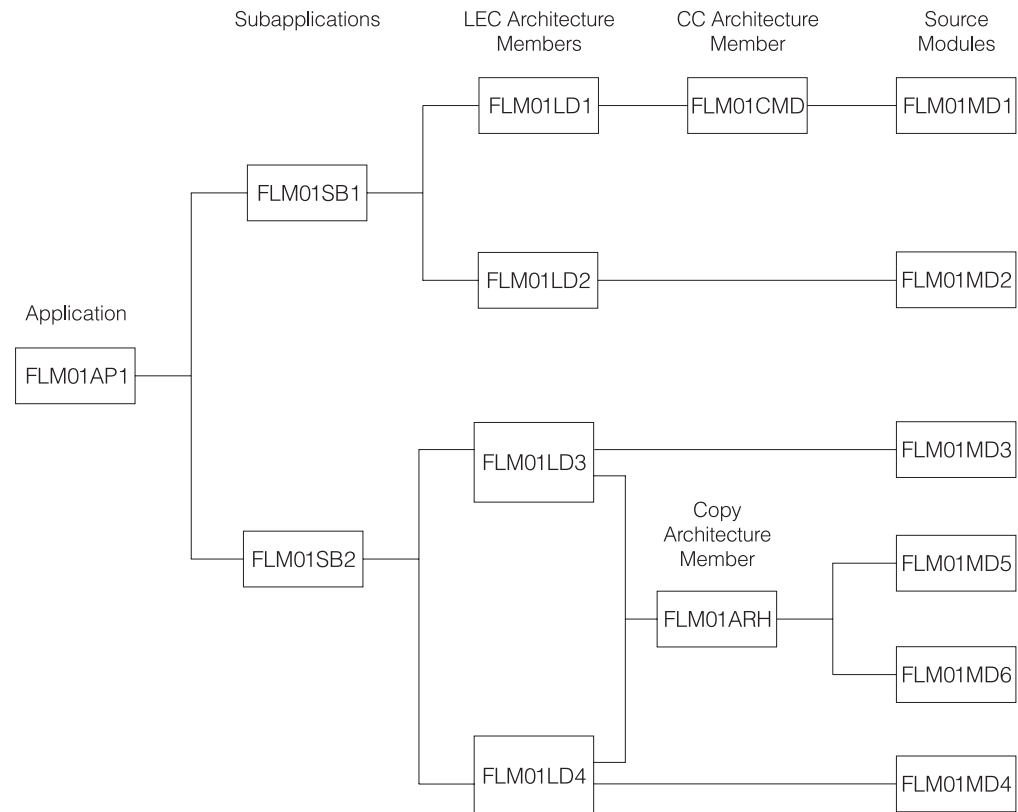 Subapplications
LEC Architecture
Members
CC Architecture
Member
Source
Modules
FLM01LD1
FLM01CMD
FLM01MD1
FLM01SB1
FLM01LD2
FLM01MD2
Application
FLM01AP1
FLM01LD3
FLM01MD3
Copy
Architecture
Member
FLM01SB2
FLM01MD5
FLM01ARH
FLM01MD6
FLM01LD4
FLM01MD4